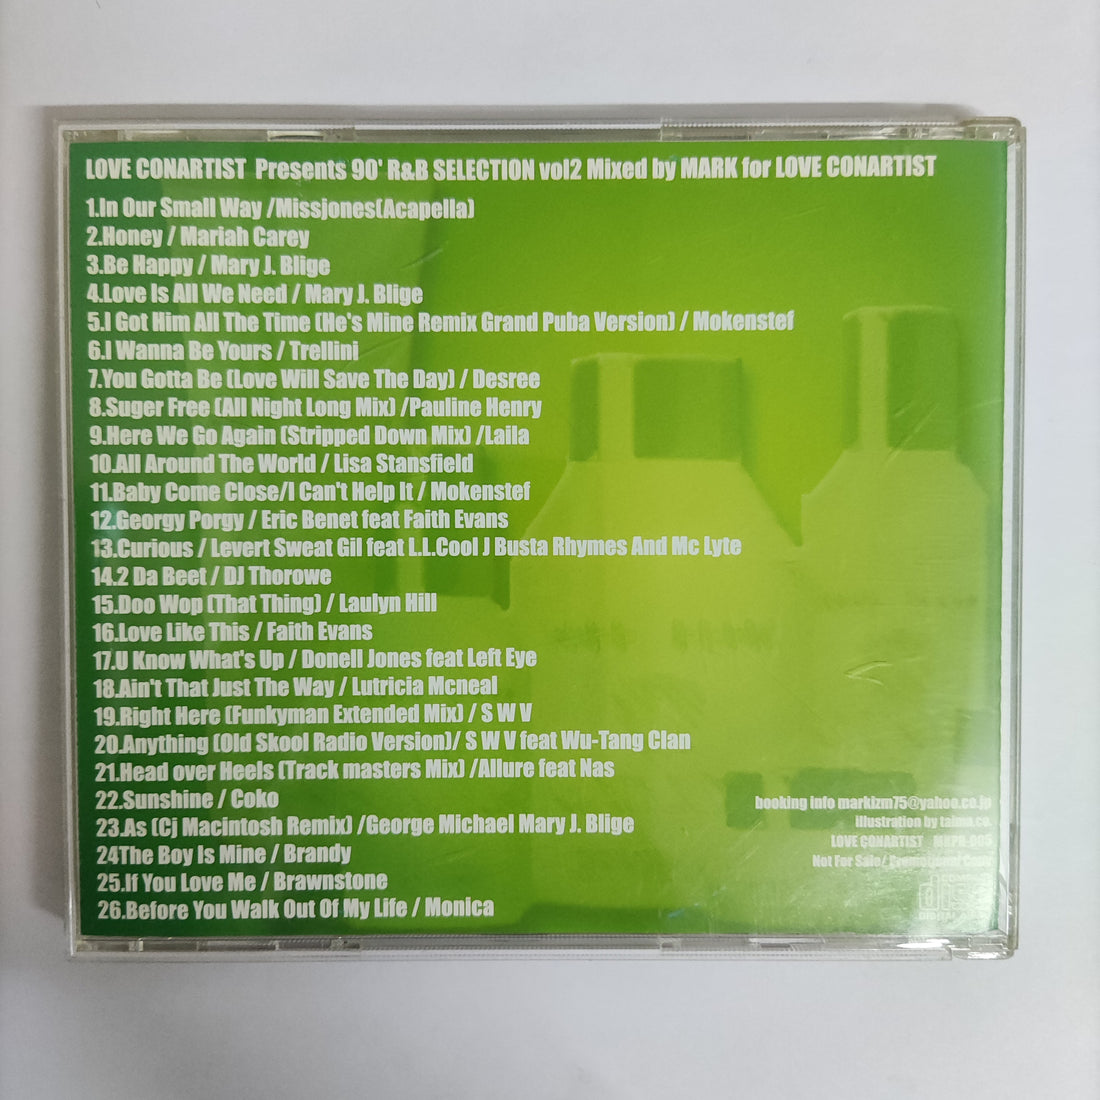 LOVE CONARTIST Presents 90' R&B SELECTION vol2 Mixed by MARK for LOVE CONARTIST
1.In Our Small Way /Missjones(Acapella)
2.Honey / Mariah Carey
3.Be Happy / Mary J. Blige
4.Love Is All We Need / Mary J. Blige
5.I Got Him All The Time (He's Mine Remix Grand Puba Version) / Mokenstef
6.I Wanna Be Yours / Trellini
7.You Gotta Be (Love Will Save The Day) / Desree
8.Suger Free (All Night Long Mix) /Pauline Henry
9.Here We Go Again (Stripped Down Mix) /Laila
10.All Around The World / Lisa Stansfield
11.Baby Come Close/I Can't Help It / Mokenstef
12.Georgy Porgy / Eric Benet feat Faith Evans
13.Curious / Levert Sweat Gil feat L.L.Cool J Busta Rhymes And Mc Lyte
14.2 Da Beet / DJ Thorowe
15.Doo Wop (That Thing) / Laulyn Hill
16.Love Like This / Faith Evans
17.U Know What's Up / Donell Jones feat Left Eye
18.Ain't That Just The Way / Lutricia Mcneal
19.Right Here (Funkyman Extended Mix) / S W V
20.Anything (Old Skool Radio Version)/ S W V feat Wu-Tang Clan
21.Head over Heels (Track masters Mix) /Allure feat Nas
22.Sunshine / Coko
23.As (Cj Macintosh Remix) /George Michael Mary J. Blige
24The Boy Is Mine / Brandy
25.If You Love Me / Brawnstone
26.Before You Walk Out Of My Life / Monica
booking info markizm75@yahoo.co.jp
illustration by taima.co.
LOVE CONARTIST MKPR-005
Not For Sale/ Promotional Copy
DIGITAL